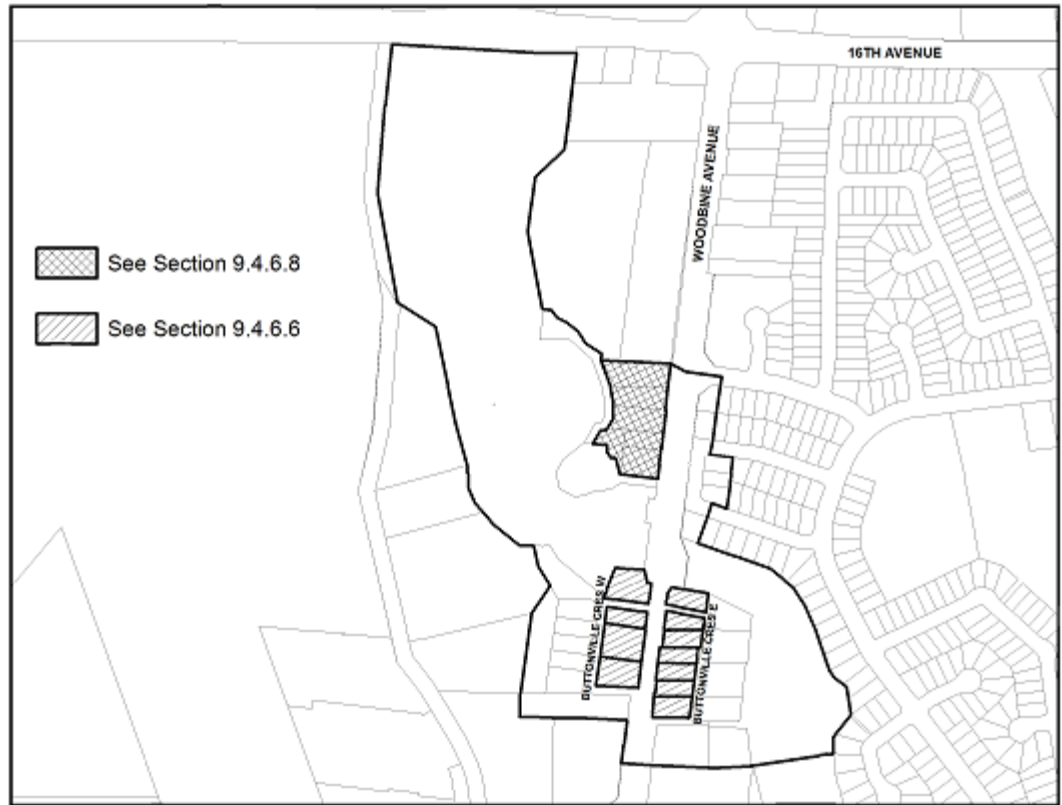 16TH AVENUE
WOODBINE AVENUE
See Section 9.4.6.8
See Section 9.4.6.6
BUTTONVILLE CRES W
BUTTONVILLE CRES E